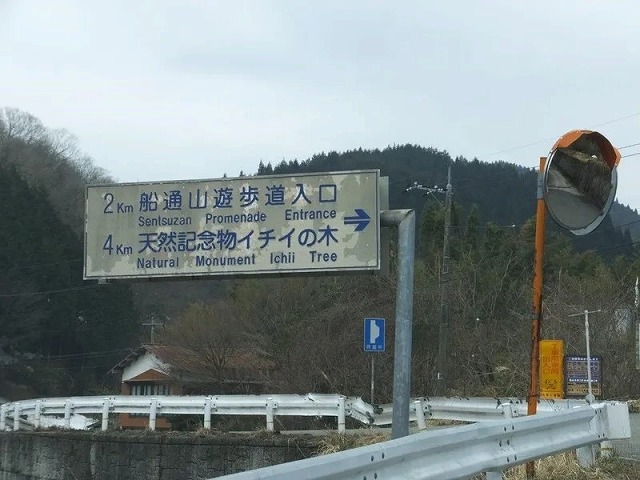 2Km 船通山遊歩道入口
Sentsuzan Promenade Entrance
4Km 天然記念物イチイの木
Natural Monument Ichii Tree